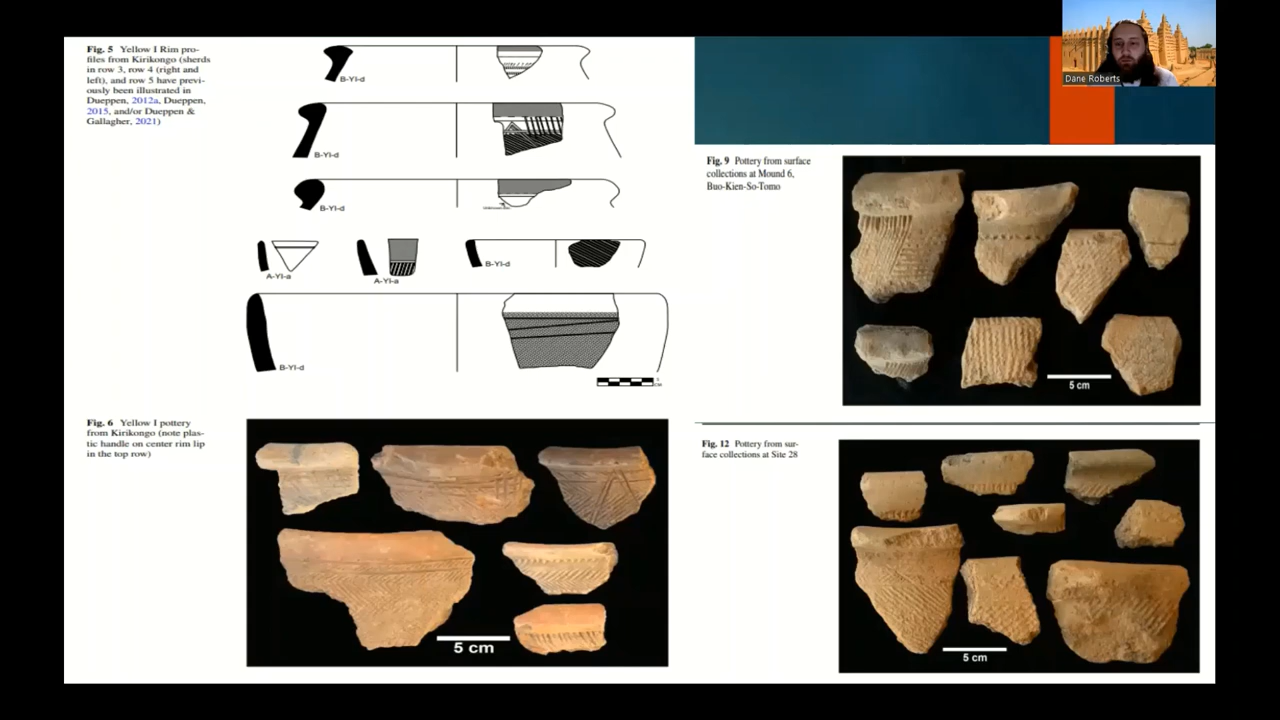 Fig. 5 Yellow I Rim pro-
files from Kirikongo (sherds
in row 3, row 4 (right and
left), and row 5 have previ-
ously been illustrated in
Dueppen, 2012a, Dueppen,
2015, and/or Dueppen &
Gallagher, 2021)
B-YI-d
B-YI-d
B-YI-d
A-YI-a
A-YI-a
B-YI-d
B-YI-d
Fig. 6 Yellow I pottery
from Kirikongo (note plas-
tic handle on center rim lip
in the top row)
5 cm
Dane Roberts
Fig. 9 Pottery from surface
collections at Mound 6,
Buo-Kien-So-Tomo
5 cm
Fig. 12 Pottery from sur-
face collections at Site 28
5 cm